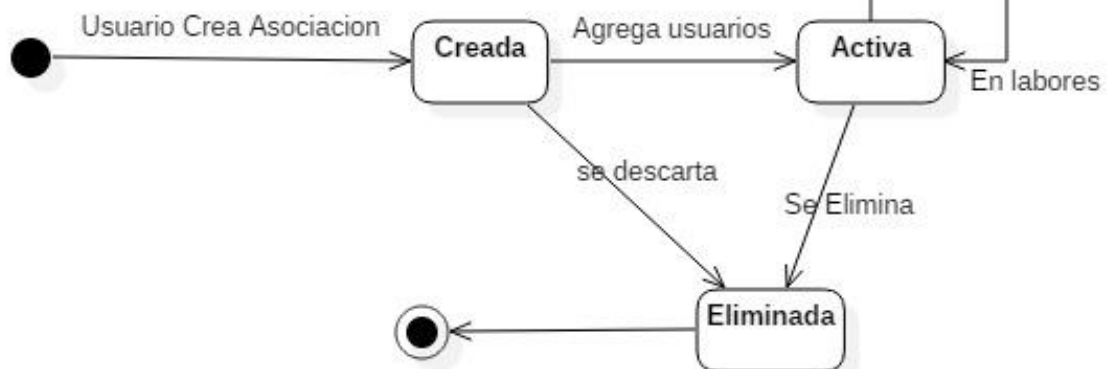 Usuario Crea Asociacion
Creada
Agrega usuarios
Activa
En labores
se descarta
Se Elimina
Eliminada